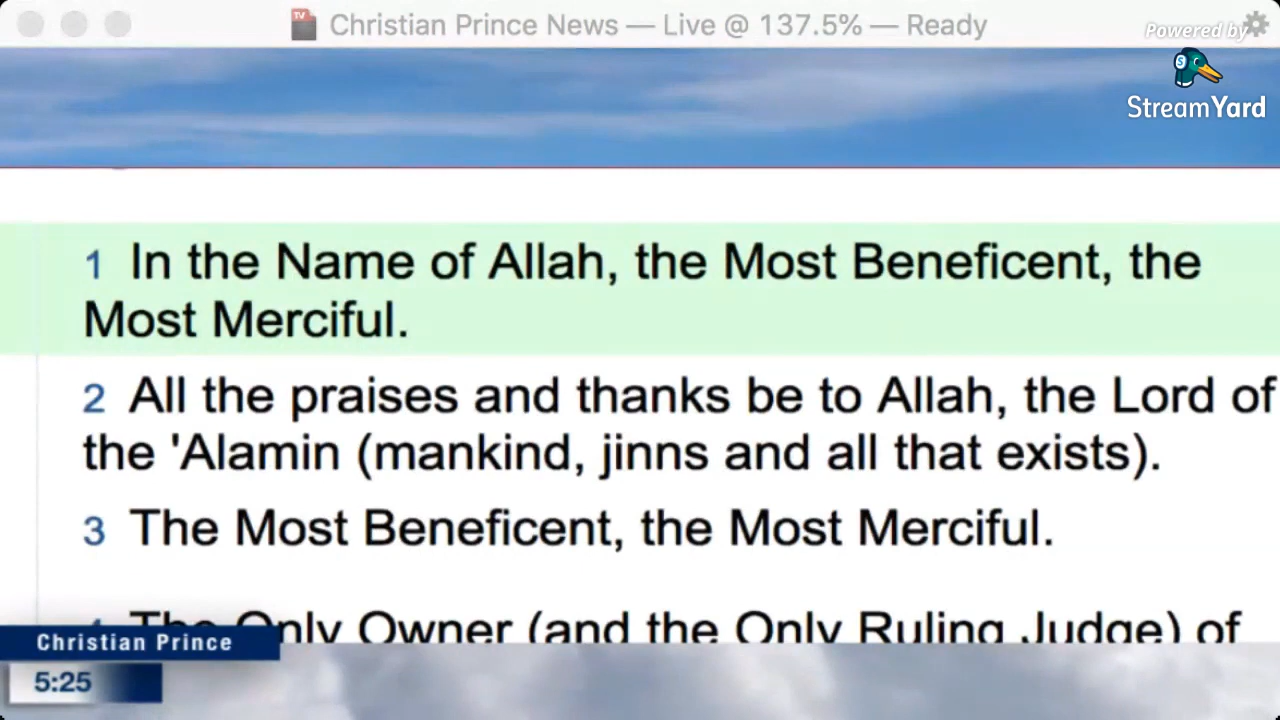 Christian Prince News — Live @ 137.5% — Ready
Powered by
StreamYard
1 In the Name of Allah, the Most Beneficent, the
Most Merciful.
2 All the praises and thanks be to Allah, the Lord of
the 'Alamin (mankind, jinns and all that exists).
3 The Most Beneficent, the Most Merciful.
4 The Only Owner (and the Only Ruling Judge) of
Christian Prince
5:25